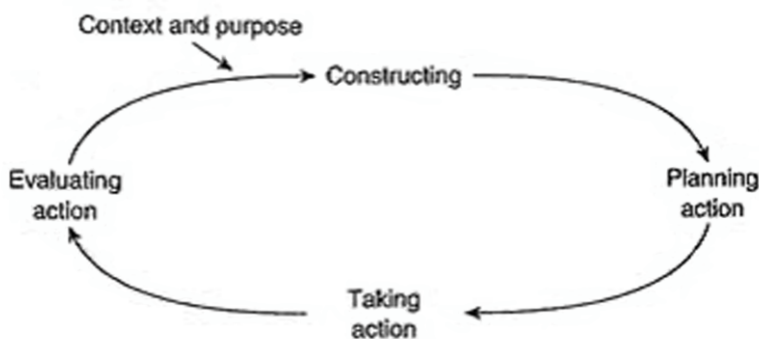 Context and purpose
Constructing
Evaluating
action
Planning
action
Taking
action